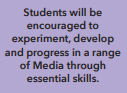 Students will be
encouraged to
experiment, develop
and progress in a range
of Media through
essential skills.